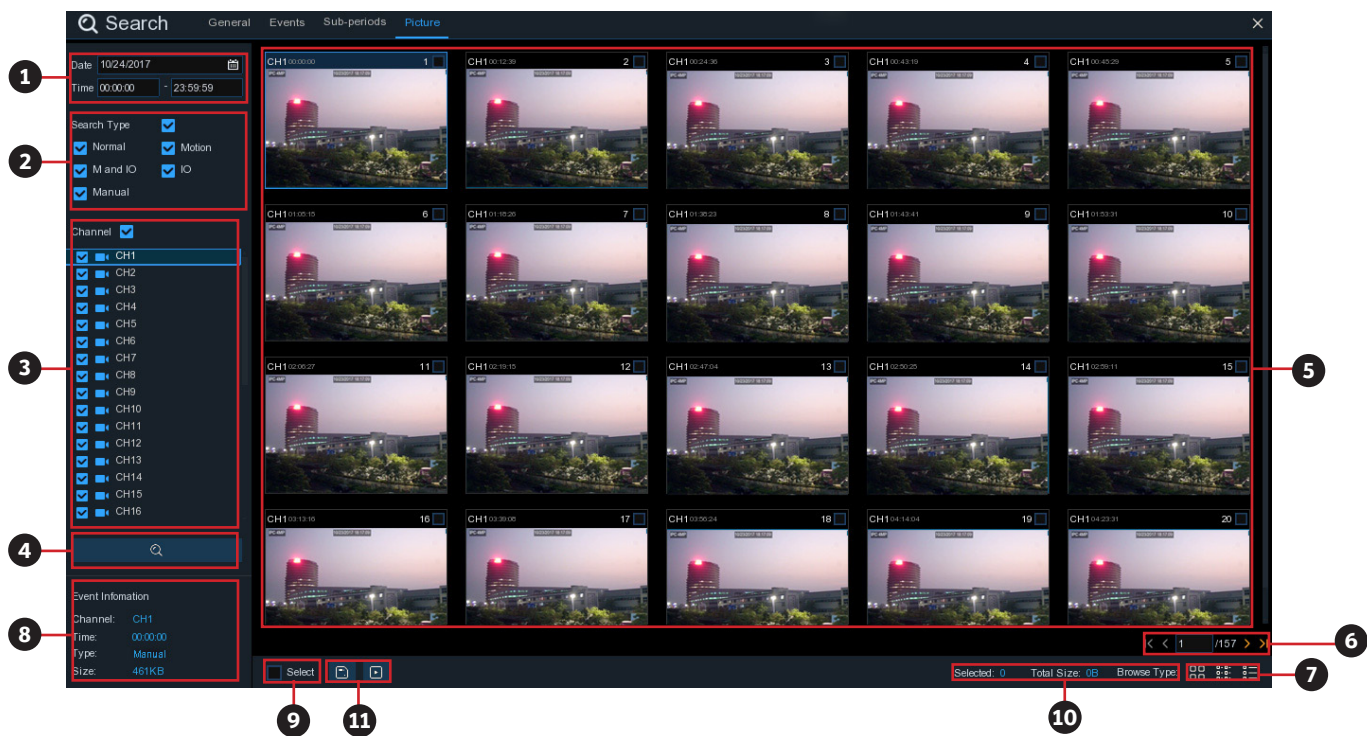 Search General Events Sub-periods Picture
1
Date 10/24/2017
Time 00:00:00 - 23:59:59
2
Search Type
Normal Motion
M and IO IO
Manual
3
Channel
CH1
CH2
CH3
CH4
CH5
CH6
CH7
CH8
CH9
CH10
CH11
CH12
CH13
CH14
CH15
CH16
4
8
Event Infomation
Channel: CH1
Time: 00:00:00
Type: Manual
Size: 461KB
CH1 00:00:00 1
CH1 00:12:39 2
CH1 00:24:36 3
CH1 00:43:19 4
CH1 00:45:29 5
CH1 01:05:15 6
CH1 01:18:26 7
CH1 01:36:23 8
CH1 01:43:41 9
CH1 01:53:31 10
CH1 02:06:27 11
CH1 02:19:15 12
CH1 02:47:04 13
CH1 02:50:25 14
CH1 02:59:11 15
CH1 03:13:16 16
CH1 03:39:08 17
CH1 03:56:24 18
CH1 04:14:04 19
CH1 04:23:31 20
5
1 /157
6
Select
Selected: 0 Total Size: 0B Browse Type:
7
9
11
10